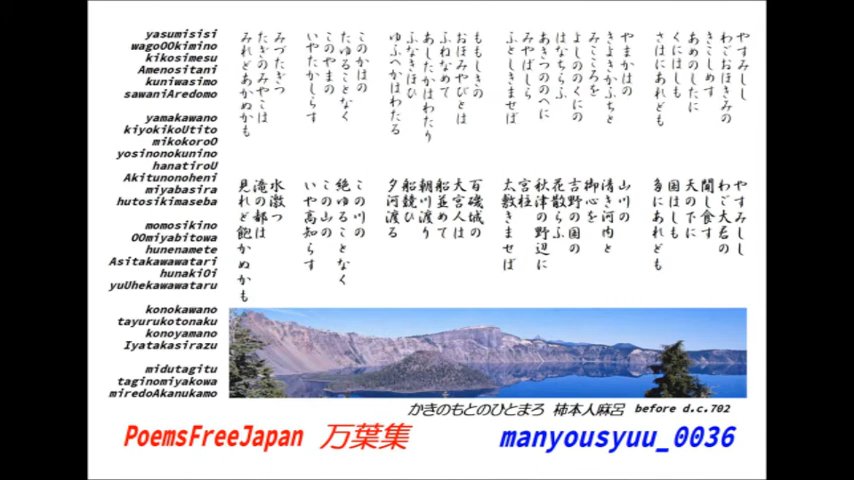 yasumisisi
wagoOOkimino
kikosimesu
Amenositani
kuniwasimo
sawaniAredomo
yamakawano
kiyokikoUtito
mikokoroO
yosinonokunino
hanatiroU
Akitunonoheni
miyabasira
hutosikimaseba
momosikino
OOmiyabitowa
hunenamete
Asitakawawatari
hunakiOi
yuUhekawawataru
konokawano
tayurukotonaku
konoyamano
Iyatakasirazu
midutagitu
taginomiyakowa
miredoAkanukamo
やすみしし
わごおほきみの
きこしめす
あめのしたに
くにはしも
さはにあれども
やまかはの
きよきかふちと
みこころを
よしののくにの
はなちらふ
あきつののへに
みやばしら
ふとしきませば
ももしきの
おほみやびとは
ふねなめて
あしたかはわたり
ふなきほひ
ゆふへかはわたる
このかはの
たゆることなく
このやまの
いやたかしらす
みづたぎつ
たぎのみやこは
みれどあかぬかも
やすみしし
わご大君の
聞し食す
天の下に
国はしも
多にあれども
山川の
清き河内と
御心を
吉野の国の
花散らふ
秋津の野辺に
宮柱
太敷きませば
百磯城の
大宮人は
船並めて
朝川渡り
船競ひ
夕河渡る
この川の
絶ゆることなく
この山の
いや高知らす
水激つ
滝の都は
見れど飽かぬかも
かきのもとのひとまろ 柿本人麻呂 before d.c.702
PoemsFreeJapan 万葉集 manyousyuu_0036